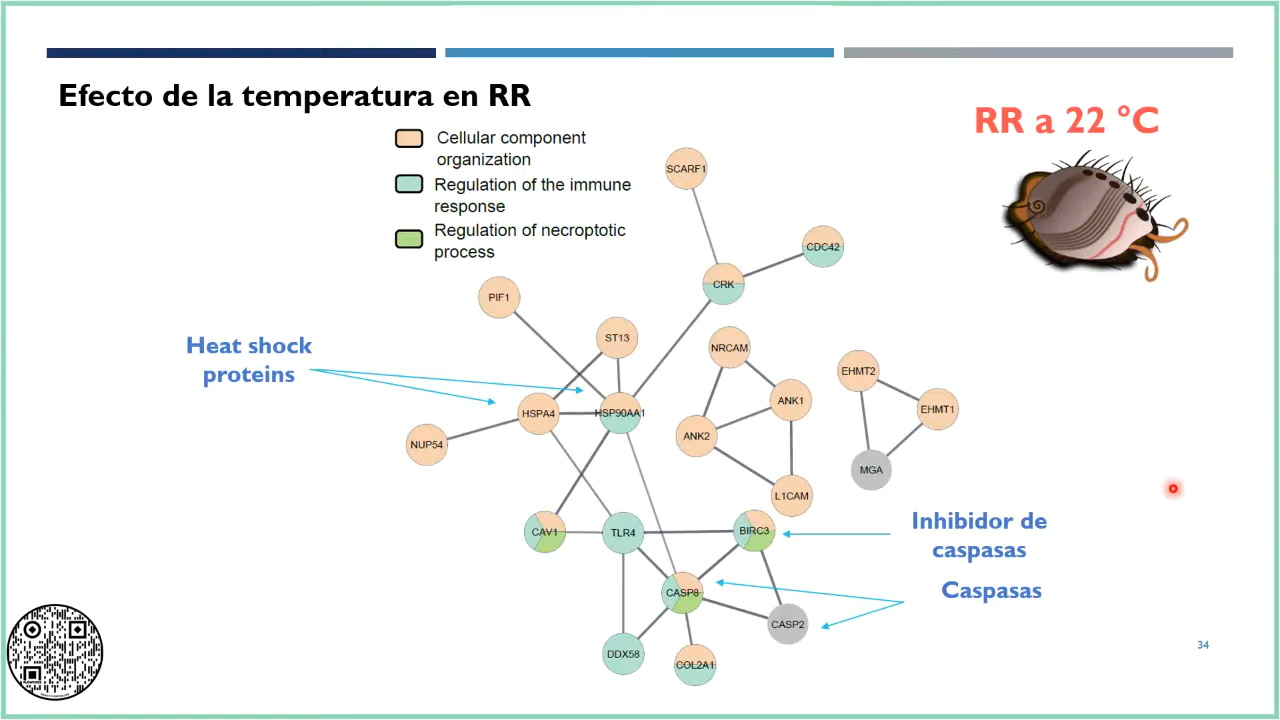 Efecto de la temperatura en RR
RR a 22 °C
Cellular component
organization
Regulation of the immune
response
Regulation of necroptotic
process
SCARF1
CDC42
CRK
PIF1
ST13
NRCAM
Heat shock
proteins
EHMT2
ANK1
EHMT1
HSPA4
HSP90AA1
ANK2
NUP54
MGA
L1CAM
Inhibidor de
caspasas
CAV1
TLR4
BIRC3
Caspasas
CASP8
CASP2
DDX58
COL2A1
34